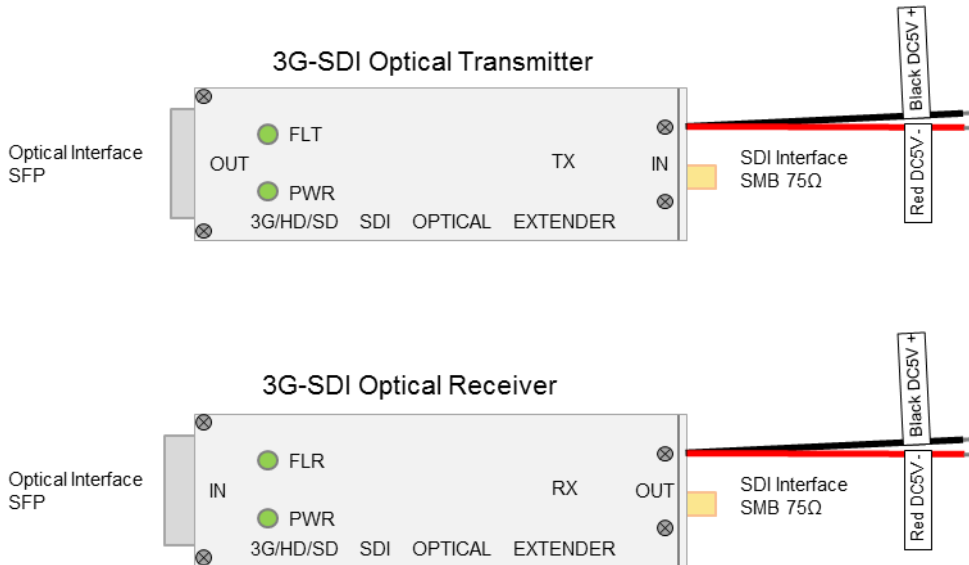 3G-SDI Optical Transmitter
Black DC5V +
Red DC5V -
Optical Interface
SFP
OUT
FLT
PWR
TX
IN
SDI Interface
SMB 75Ω
3G/HD/SD SDI OPTICAL EXTENDER
3G-SDI Optical Receiver
Black DC5V +
Red DC5V -
Optical Interface
SFP
IN
FLR
PWR
RX
OUT
SDI Interface
SMB 75Ω
3G/HD/SD SDI OPTICAL EXTENDER